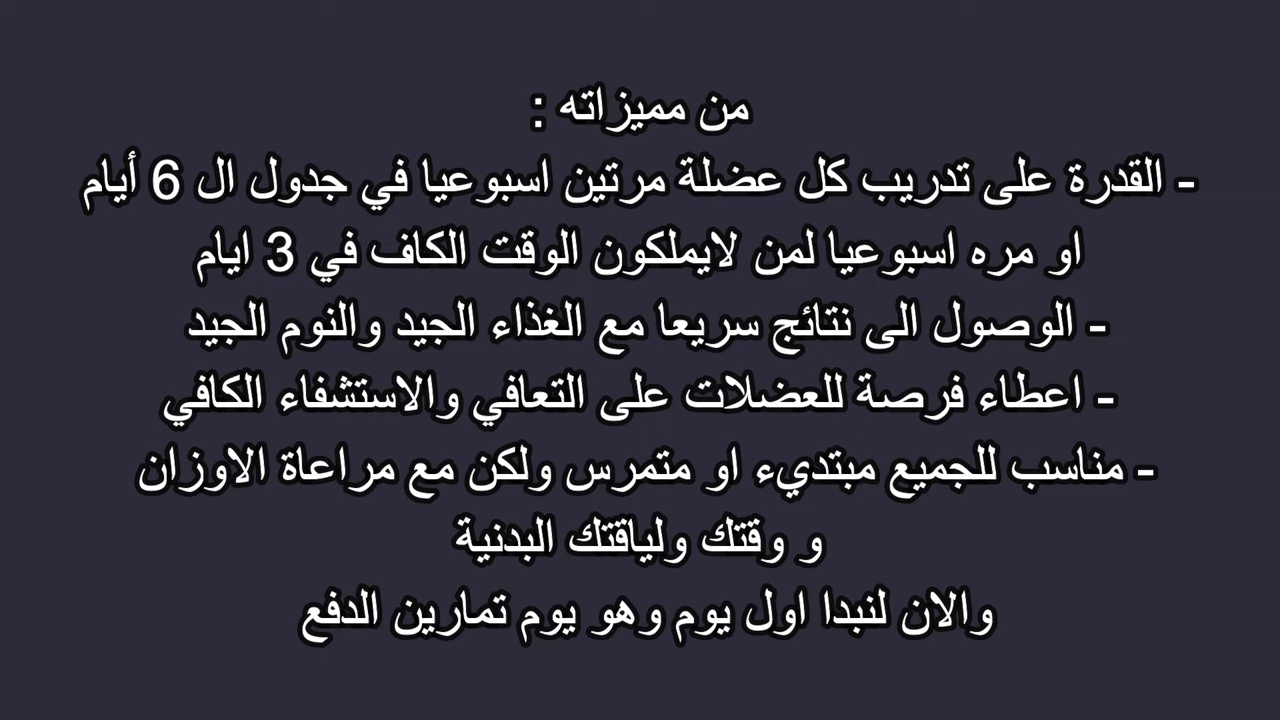 من مميزاته :
- القدرة على تدريب كل عضلة مرتين اسبوعيا في جدول ال 6 أيام
او مره اسبوعيا لمن لايملكون الوقت الكاف في 3 ايام
- الوصول الى نتائج سريعا مع الغذاء الجيد والنوم الجيد
- اعطاء فرصة للعضلات على التعافي والاستشفاء الكافي
- مناسب للجميع مبتديء او متمرس ولكن مع مراعاة الاوزان
و وقتك ولياقتك البدنية
والان لنبدا اول يوم وهو يوم تمارين الدفع